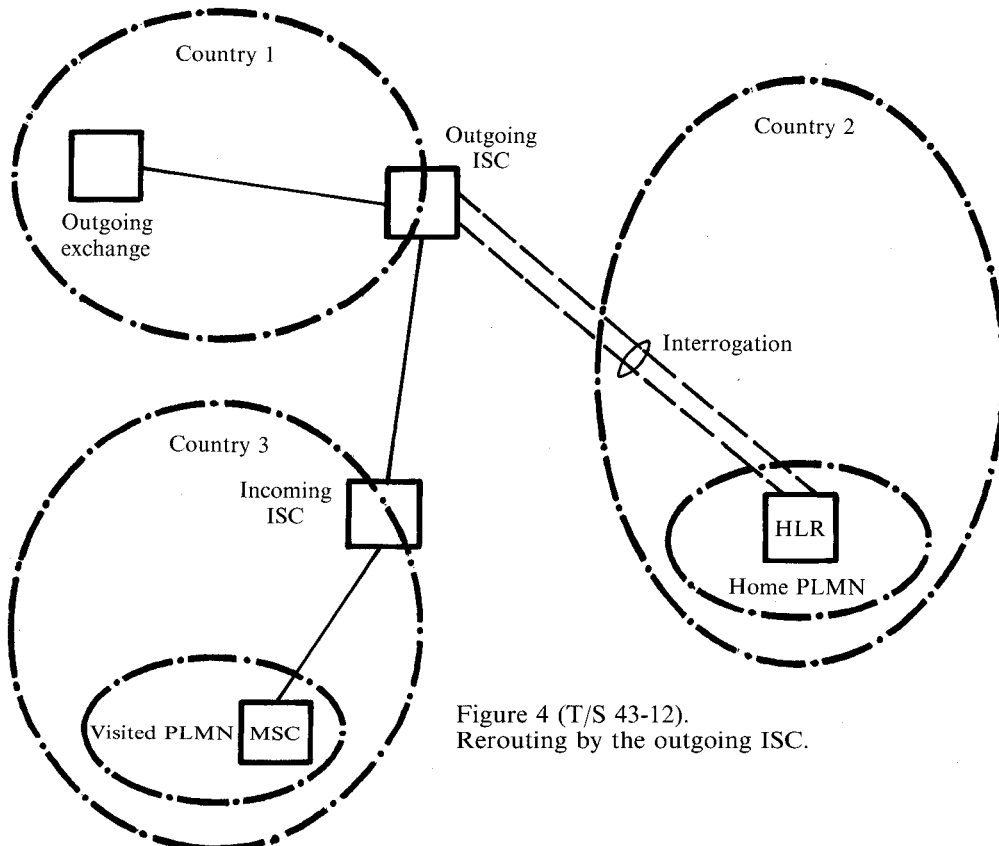 Country 1
Outgoing
ISC
Outgoing
exchange
Country 2
Interrogation
HLR
Home PLMN
Country 3
Incoming
ISC
Visited PLMN
MSC
Figure 4 (T/S 43-12).
Rerouting by the outgoing ISC.